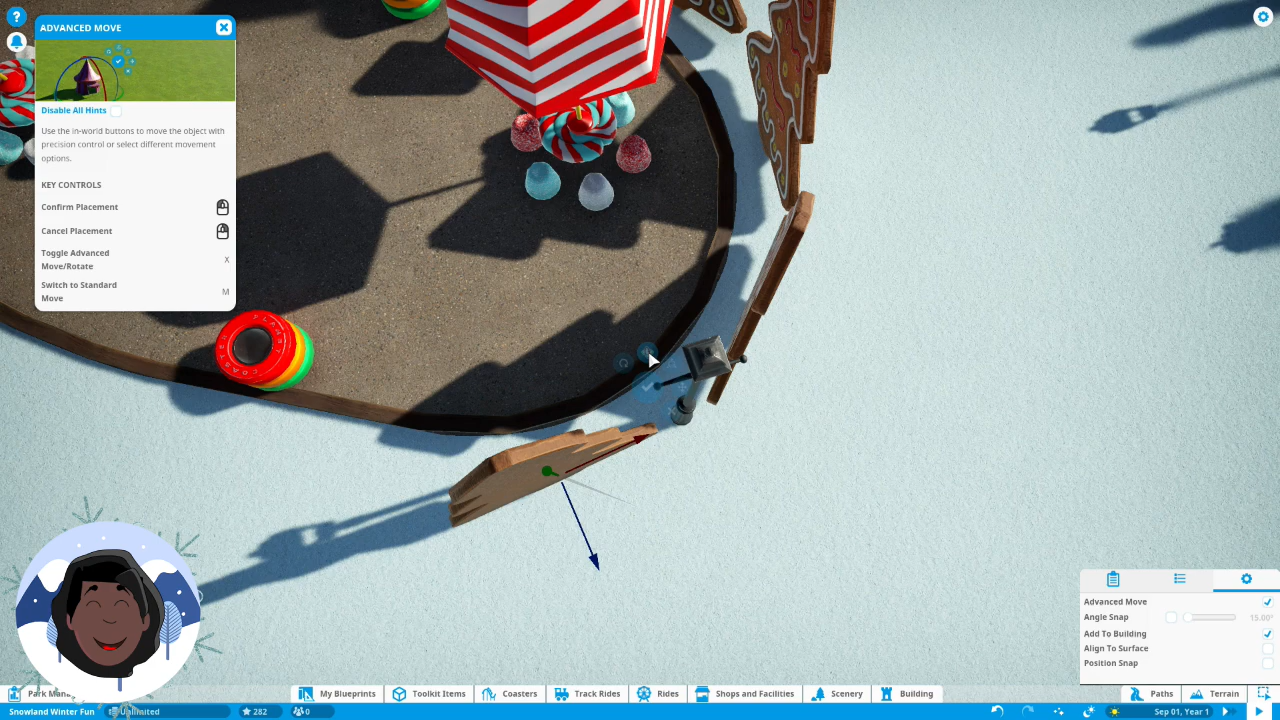 ADVANCED MOVE
Disable All Hints
Use the in-world buttons to move the object with
precision control or select different movement
options.
KEY CONTROLS
Confirm Placement
Cancel Placement
Toggle Advanced
Move/Rotate
X
Switch to Standard
Move
M
PLANET
COASTER
Advanced Move
Angle Snap
15.00°
Add To Building
Align To Surface
Position Snap
Park
My Blueprints
Toolkit Items
Coasters
Track Rides
Rides
Shops and Facilities
Scenery
Building
Paths
Terrain
Snowland Winter Fun
Unlimited
282
0
Sep 01, Year 1